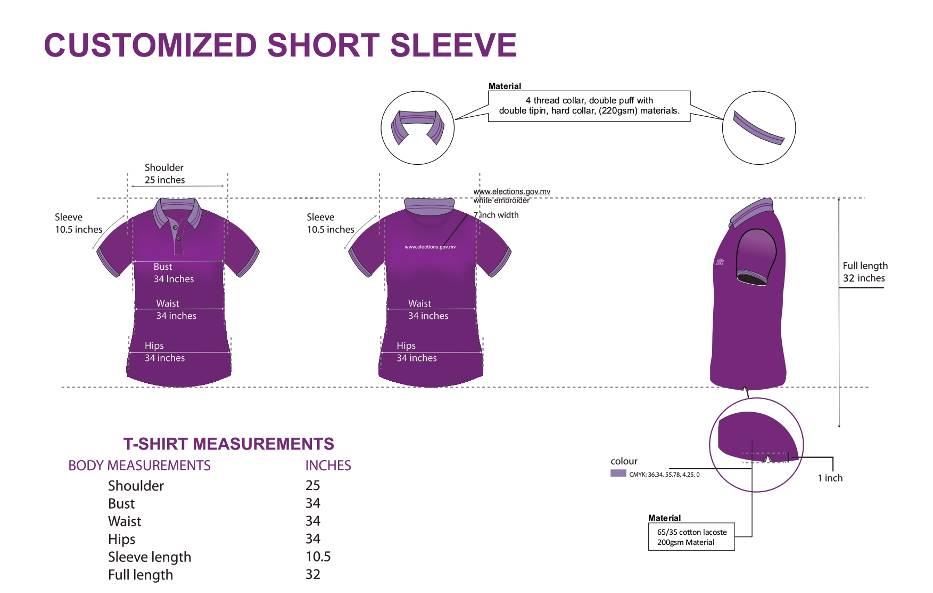 CUSTOMIZED SHORT SLEEVE
Material
4 thread collar, double puff with
double tipin, hard collar, (220gsm) materials.
Shoulder
25 inches
www.elections.gov.mv
while emboider
7 inch width
Sleeve
10.5 inches
Sleeve
10.5 inches
www.elections.gov.mv
Bust
34 Inches
Full length
32 inches
Waist
34 inches
Waist
34 inches
Hips
34 inches
Hips
34 inches
T-SHIRT MEASUREMENTS
BODY MEASUREMENTS INCHES
Shoulder 25
Bust 34
Waist 34
Hips 34
Sleeve length 10.5
Full length 32
colour
CMYK; 36.34, 55.78, 4.25, 0
1 inch
Material
65/35 cotton lacoste
200gsm Material